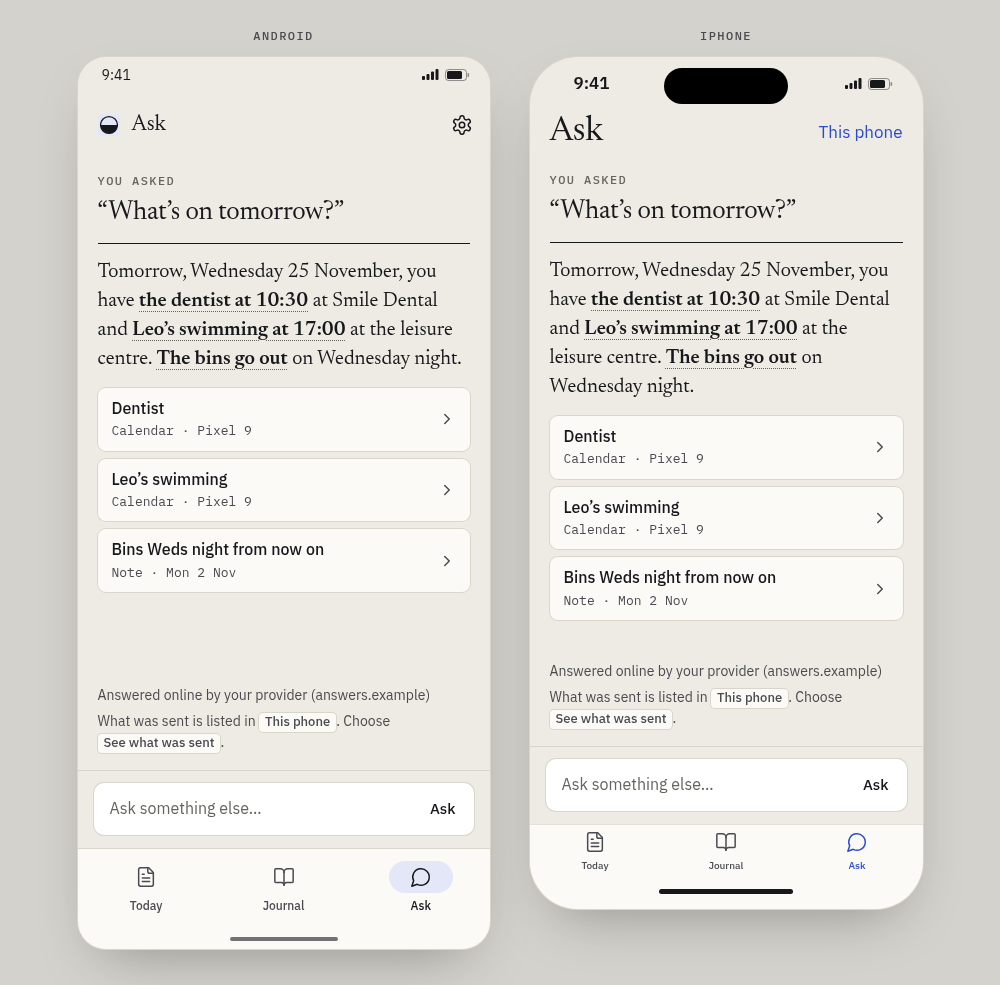 ANDROID
9:41
Ask
YOU ASKED
“What’s on tomorrow?”
Tomorrow, Wednesday 25 November, you
have the dentist at 10:30 at Smile Dental
and Leo’s swimming at 17:00 at the leisure
centre. The bins go out on Wednesday night.
Dentist
Calendar · Pixel 9
Leo’s swimming
Calendar · Pixel 9
Bins Weds night from now on
Note · Mon 2 Nov
Answered online by your provider (answers.example)
What was sent is listed in This phone. Choose
See what was sent.
Ask something else… Ask
Today Journal Ask
IPHONE
9:41
Ask This phone
YOU ASKED
“What’s on tomorrow?”
Tomorrow, Wednesday 25 November, you
have the dentist at 10:30 at Smile Dental
and Leo’s swimming at 17:00 at the
leisure centre. The bins go out on
Wednesday night.
Dentist
Calendar · Pixel 9
Leo’s swimming
Calendar · Pixel 9
Bins Weds night from now on
Note · Mon 2 Nov
Answered online by your provider (answers.example)
What was sent is listed in This phone. Choose
See what was sent.
Ask something else… Ask
Today Journal Ask